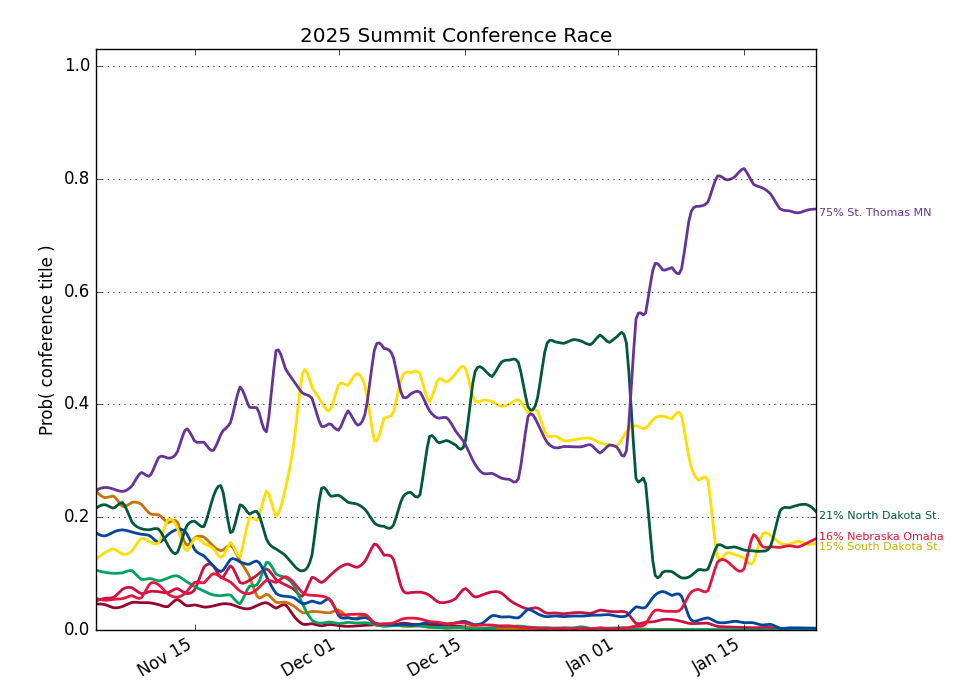 2025 Summit Conference Race
Prob( conference title )
1.0
0.8
0.6
0.4
0.2
0.0
75% St. Thomas MN
21% North Dakota St.
16% Nebraska Omaha
15% South Dakota St.
Nov 15
Dec 01
Dec 15
Jan 01
Jan 15